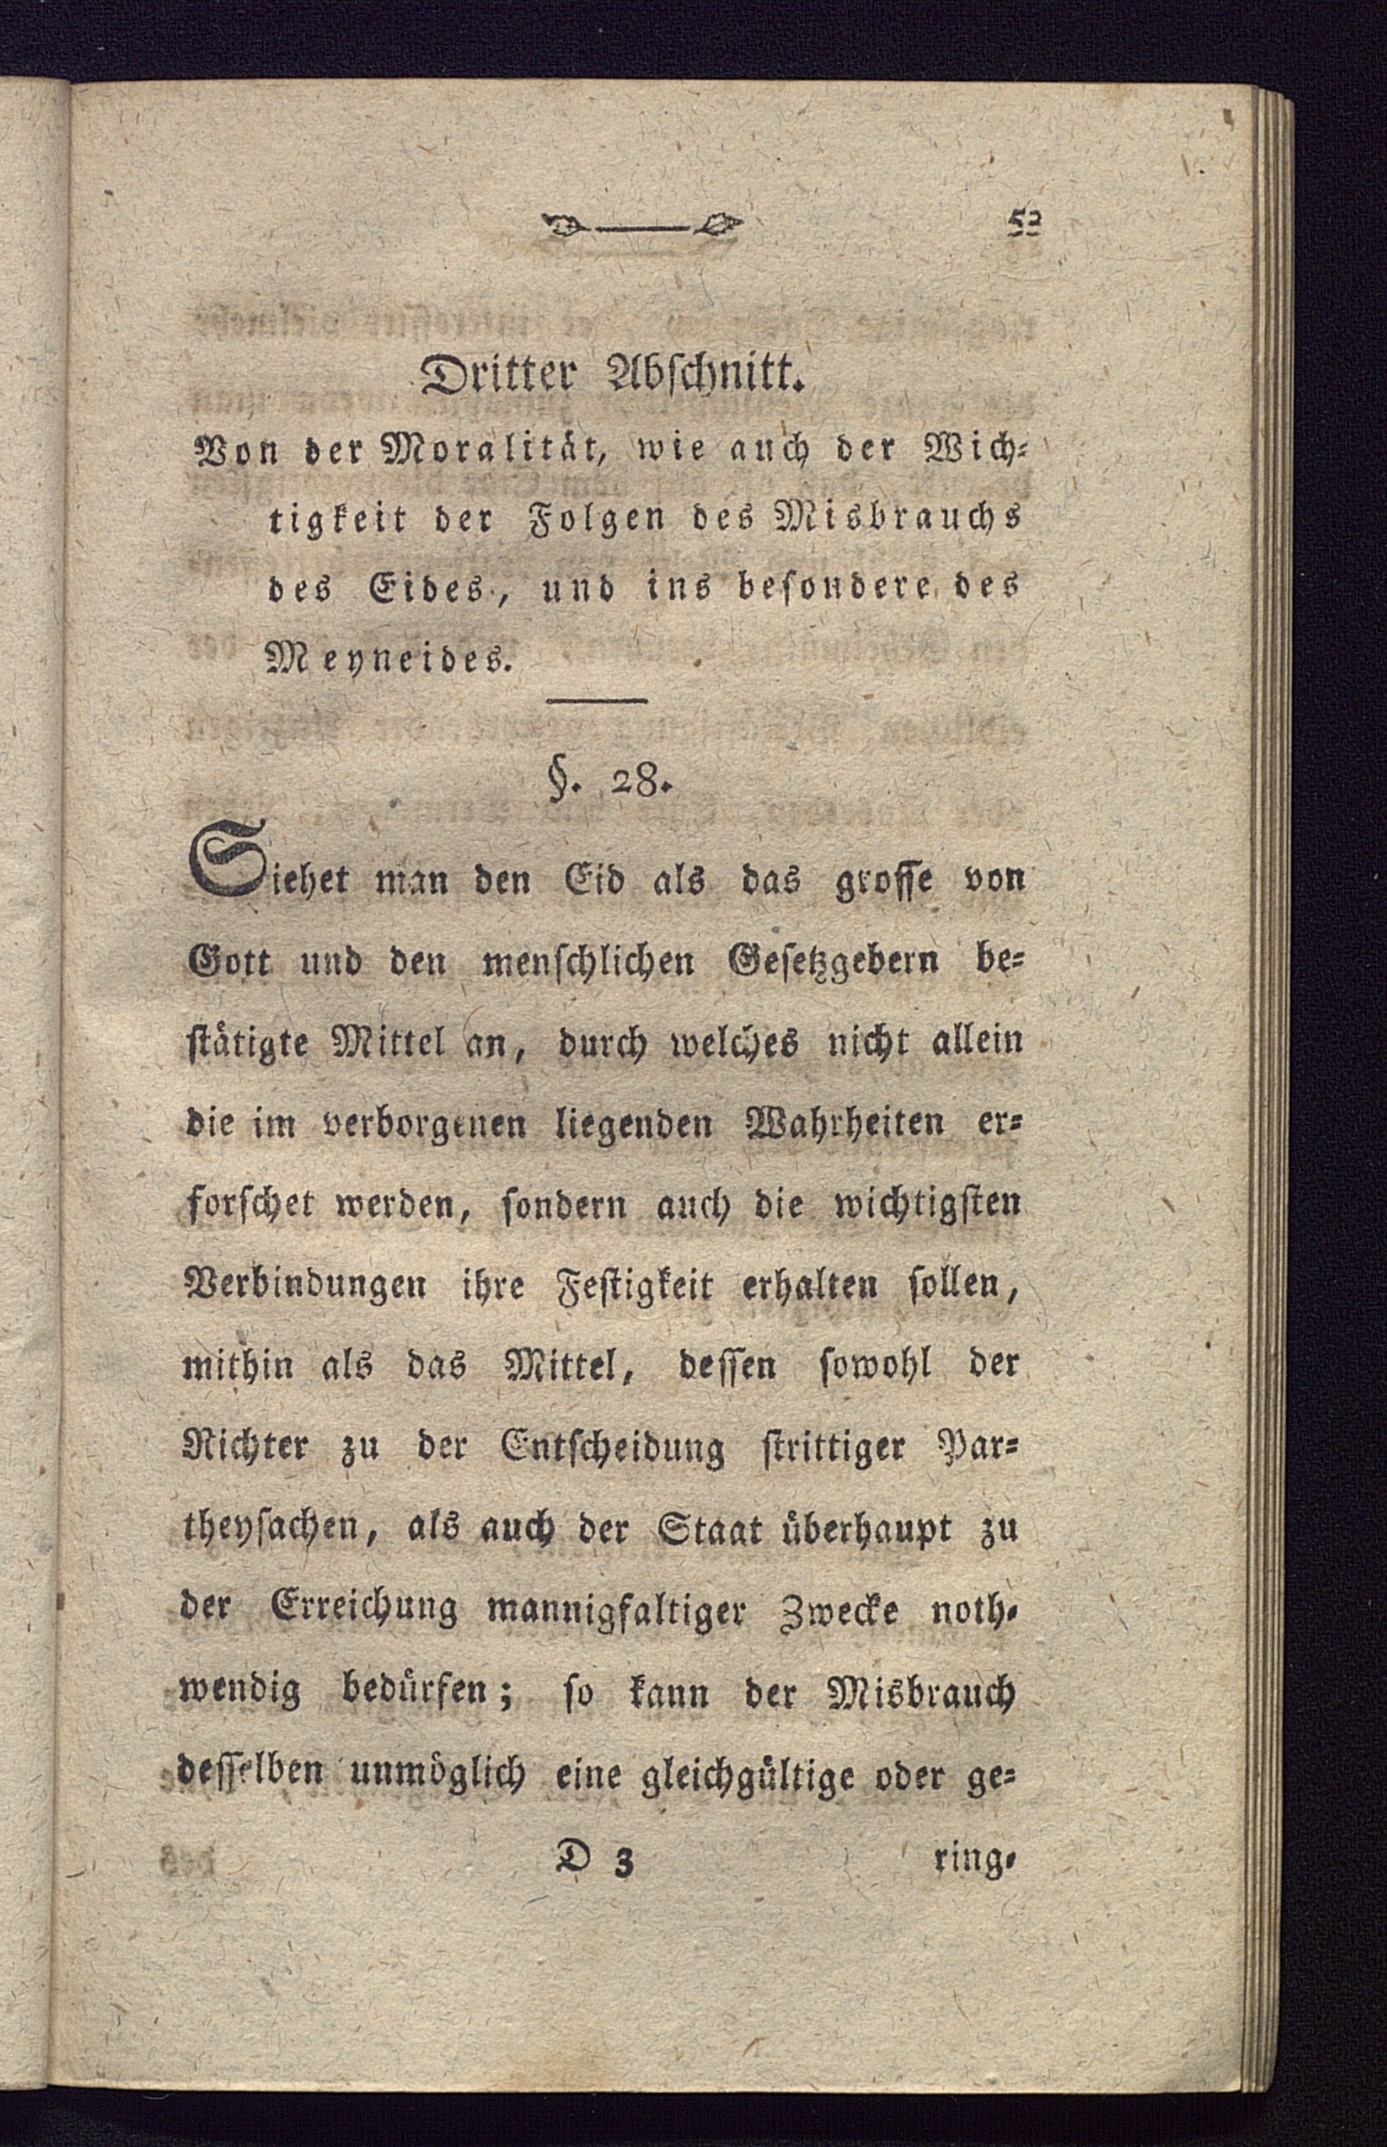 53
Dritter Abschnitt.
Von der Moralität, wie auch der Wich⸗
tigkeit der Folgen des Misbrauchs
des Eides, und ins besondere des
Meyneides.
§. 28.
Siehet man den Eid als das grosse von
Gott und den menschlichen Gesetzgebern be⸗
stätigte Mittel an, durch welches nicht allein
die im verborgenen liegenden Wahrheiten er⸗
forschet werden, sondern auch die wichtigsten
Verbindungen ihre Festigkeit erhalten sollen,
mithin als das Mittel, dessen sowohl der
Richter zu der Entscheidung strittiger Par⸗
theysachen, als auch der Staat überhaupt zu
der Erreichung mannigfaltiger Zwecke noth⸗
wendig bedürfen; so kann der Misbrauch
desselben unmöglich eine gleichgültige oder ge⸗
D 3 ring⸗